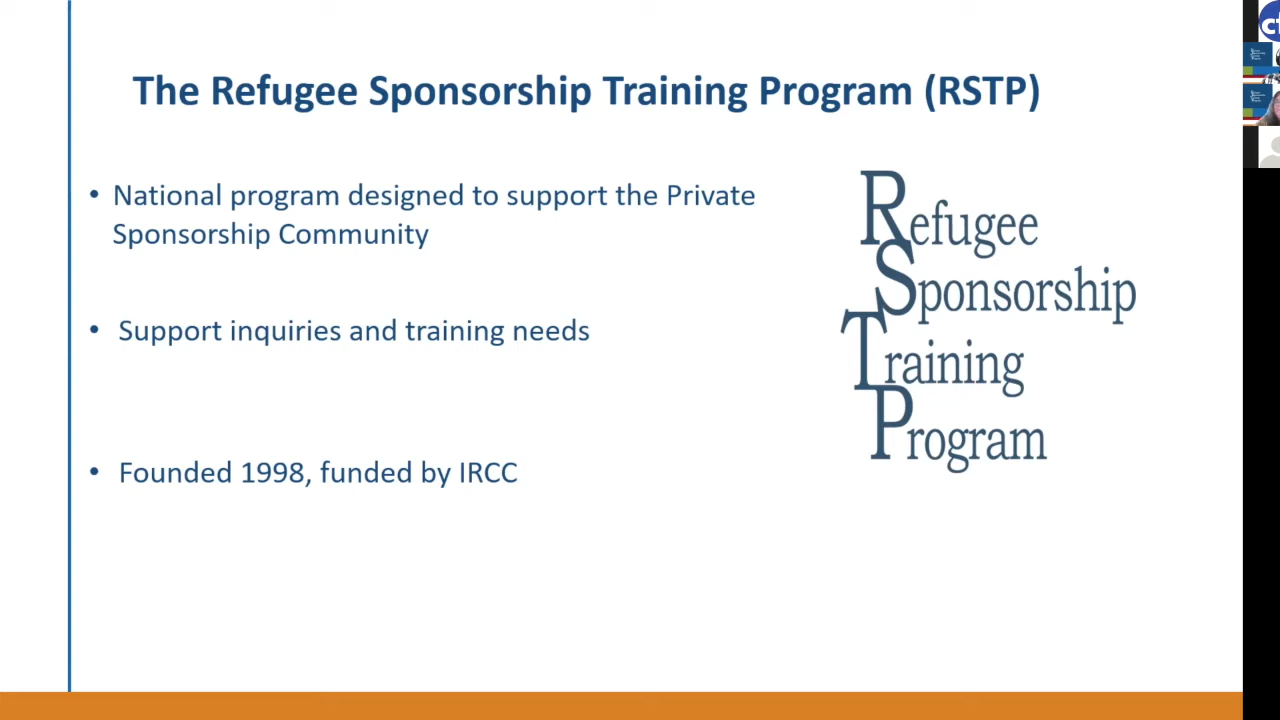 The Refugee Sponsorship Training Program (RSTP)
• National program designed to support the Private
Sponsorship Community
• Support inquiries and training needs
• Founded 1998, funded by IRCC
Refugee
Sponsorship
Training
Program